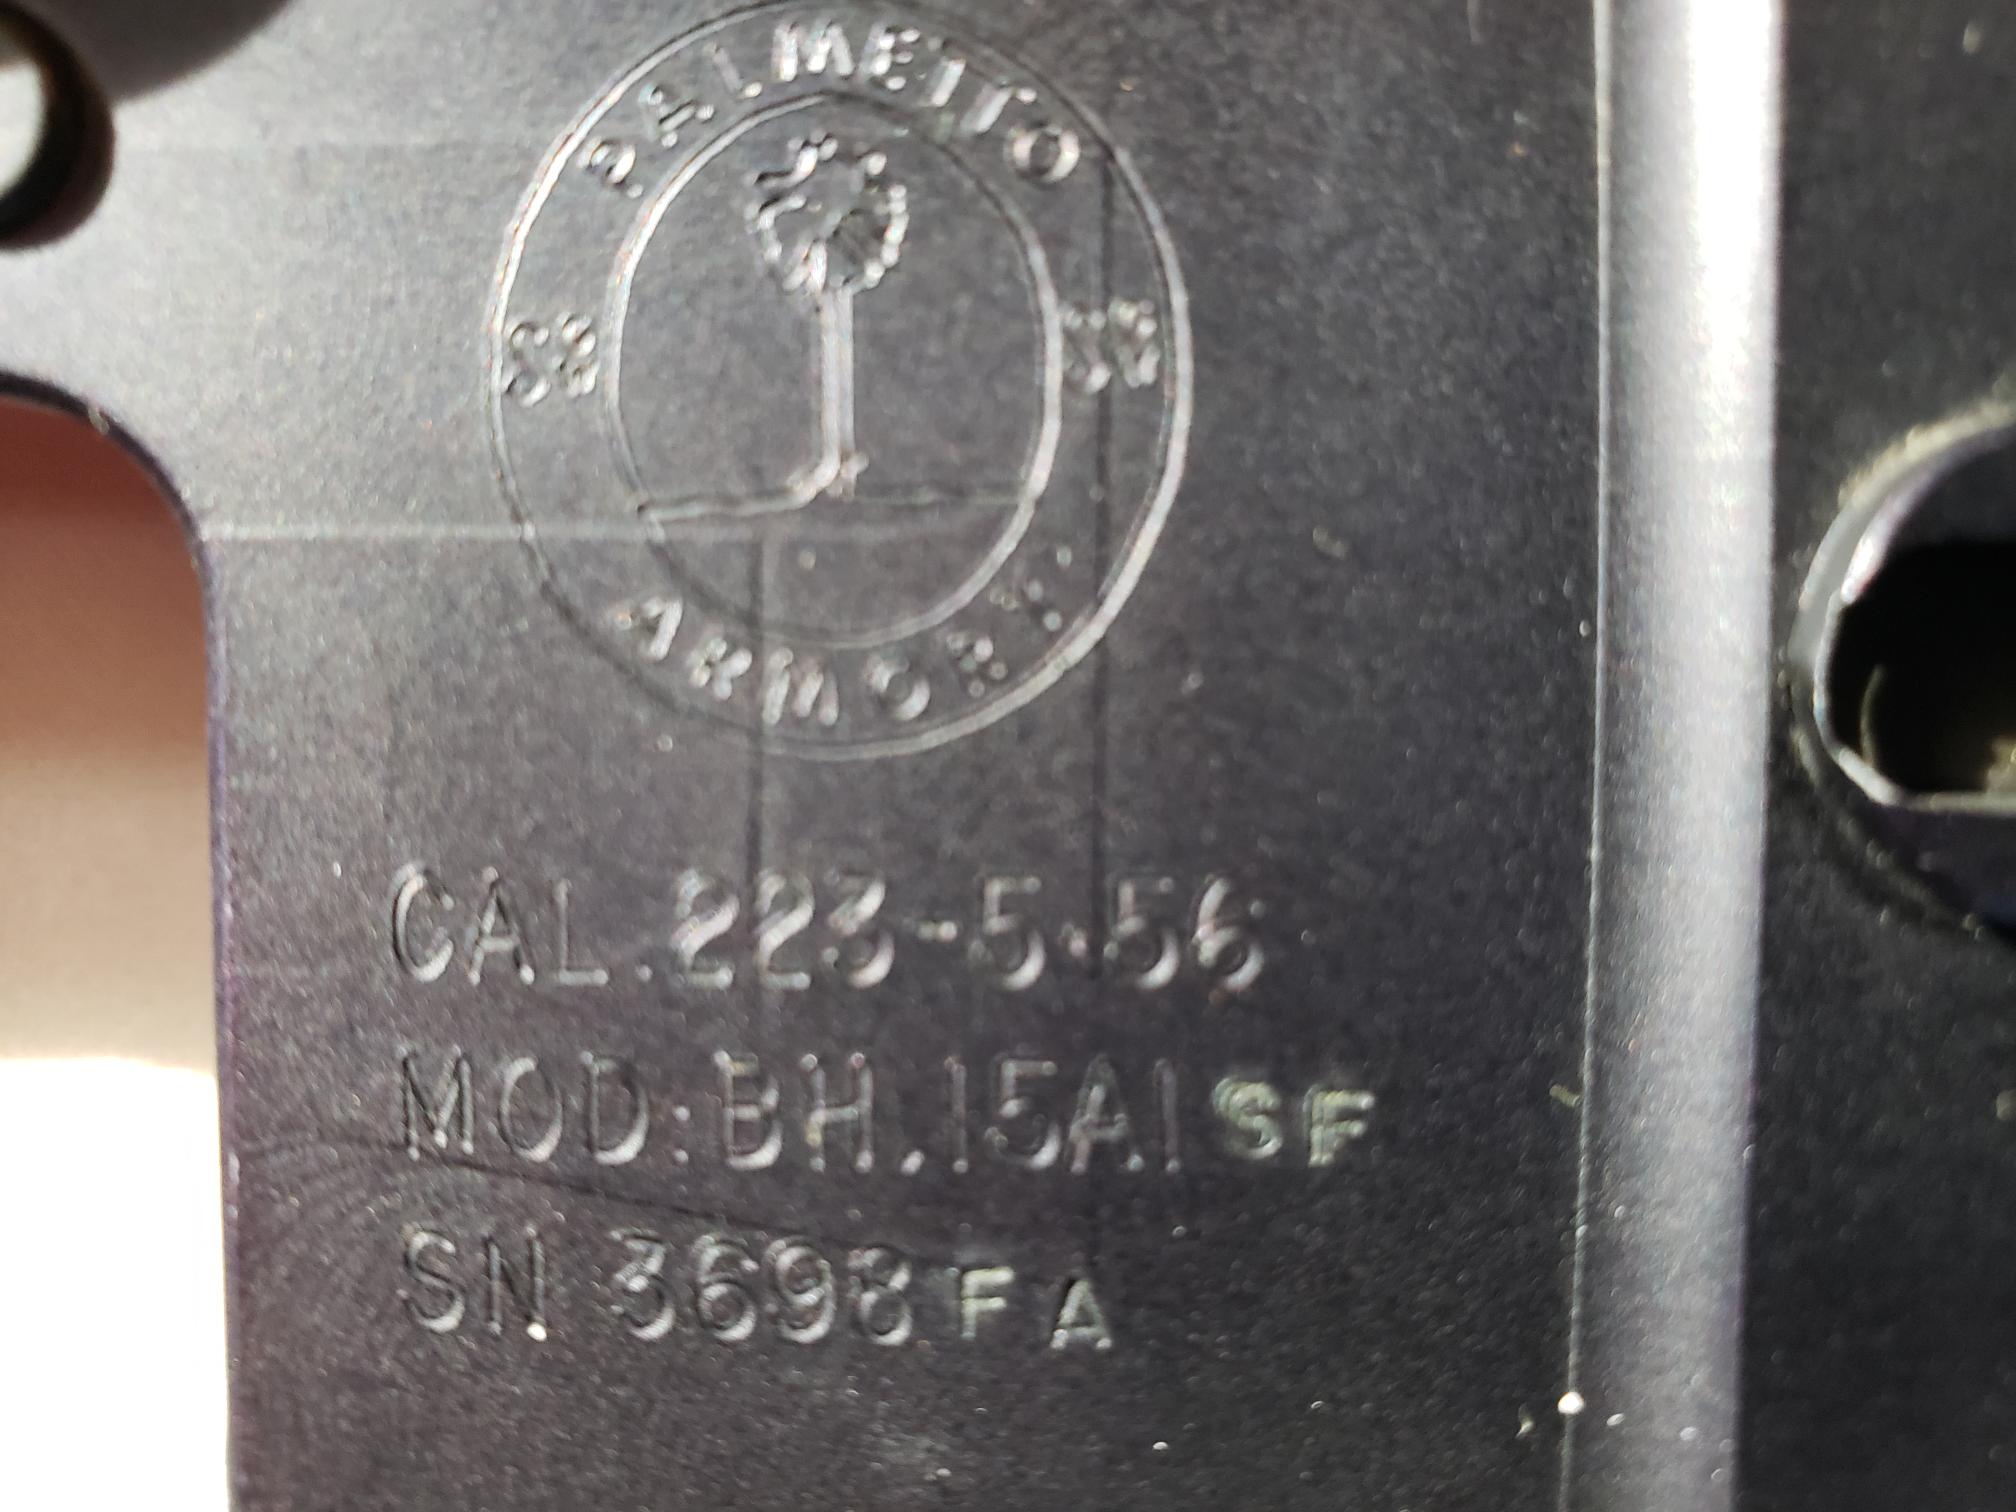 PALMETTO
ARMORY
CAL.223-5.56
MOD:BH.15A1SF
SN 3698FA